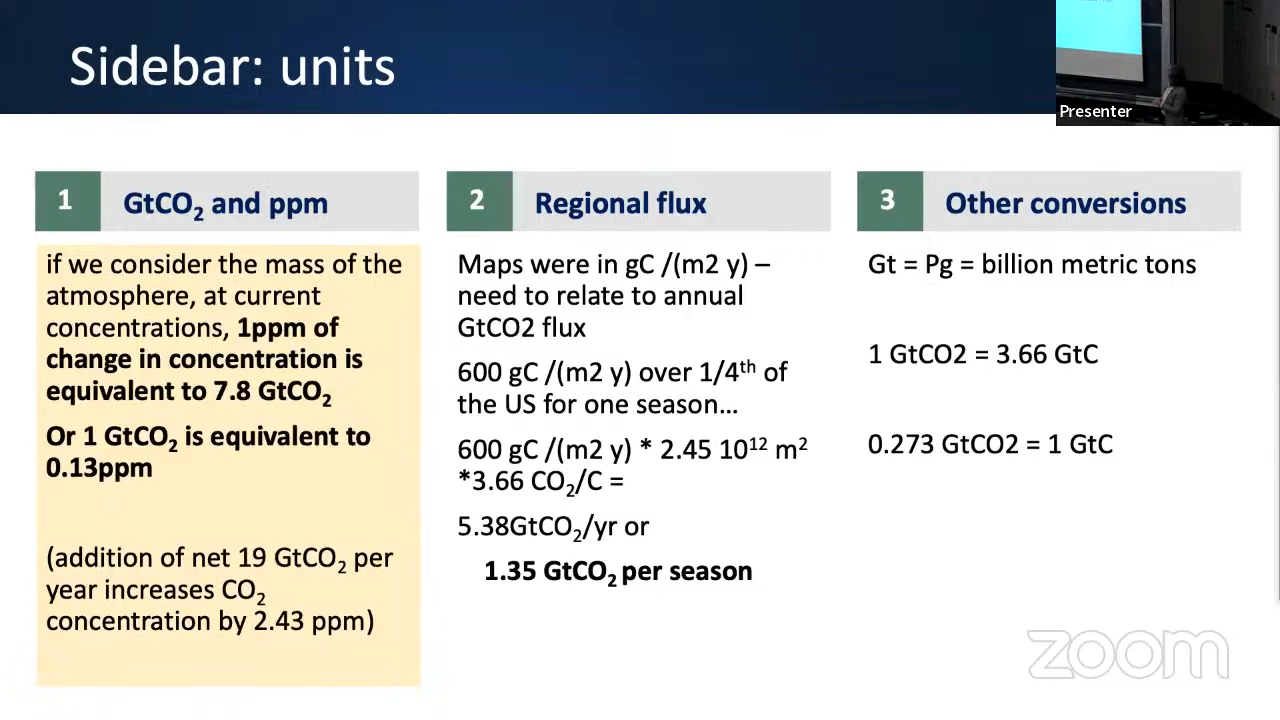 Sidebar: units
Presenter
1
GtCO₂ and ppm
if we consider the mass of the
atmosphere, at current
concentrations, 1ppm of
change in concentration is
equivalent to 7.8 GtCO₂
Or 1 GtCO₂ is equivalent to
0.13ppm
(addition of net 19 GtCO₂ per
year increases CO₂
concentration by 2.43 ppm)
2
Regional flux
Maps were in gC /(m2 y) –
need to relate to annual
GtCO2 flux
600 gC /(m2 y) over 1/4ᵗʰ of
the US for one season...
600 gC /(m2 y) * 2.45 10¹² m²
*3.66 CO₂/C =
5.38GtCO₂/yr or
1.35 GtCO₂ per season
3
Other conversions
Gt = Pg = billion metric tons
1 GtCO2 = 3.66 GtC
0.273 GtCO2 = 1 GtC
zoom